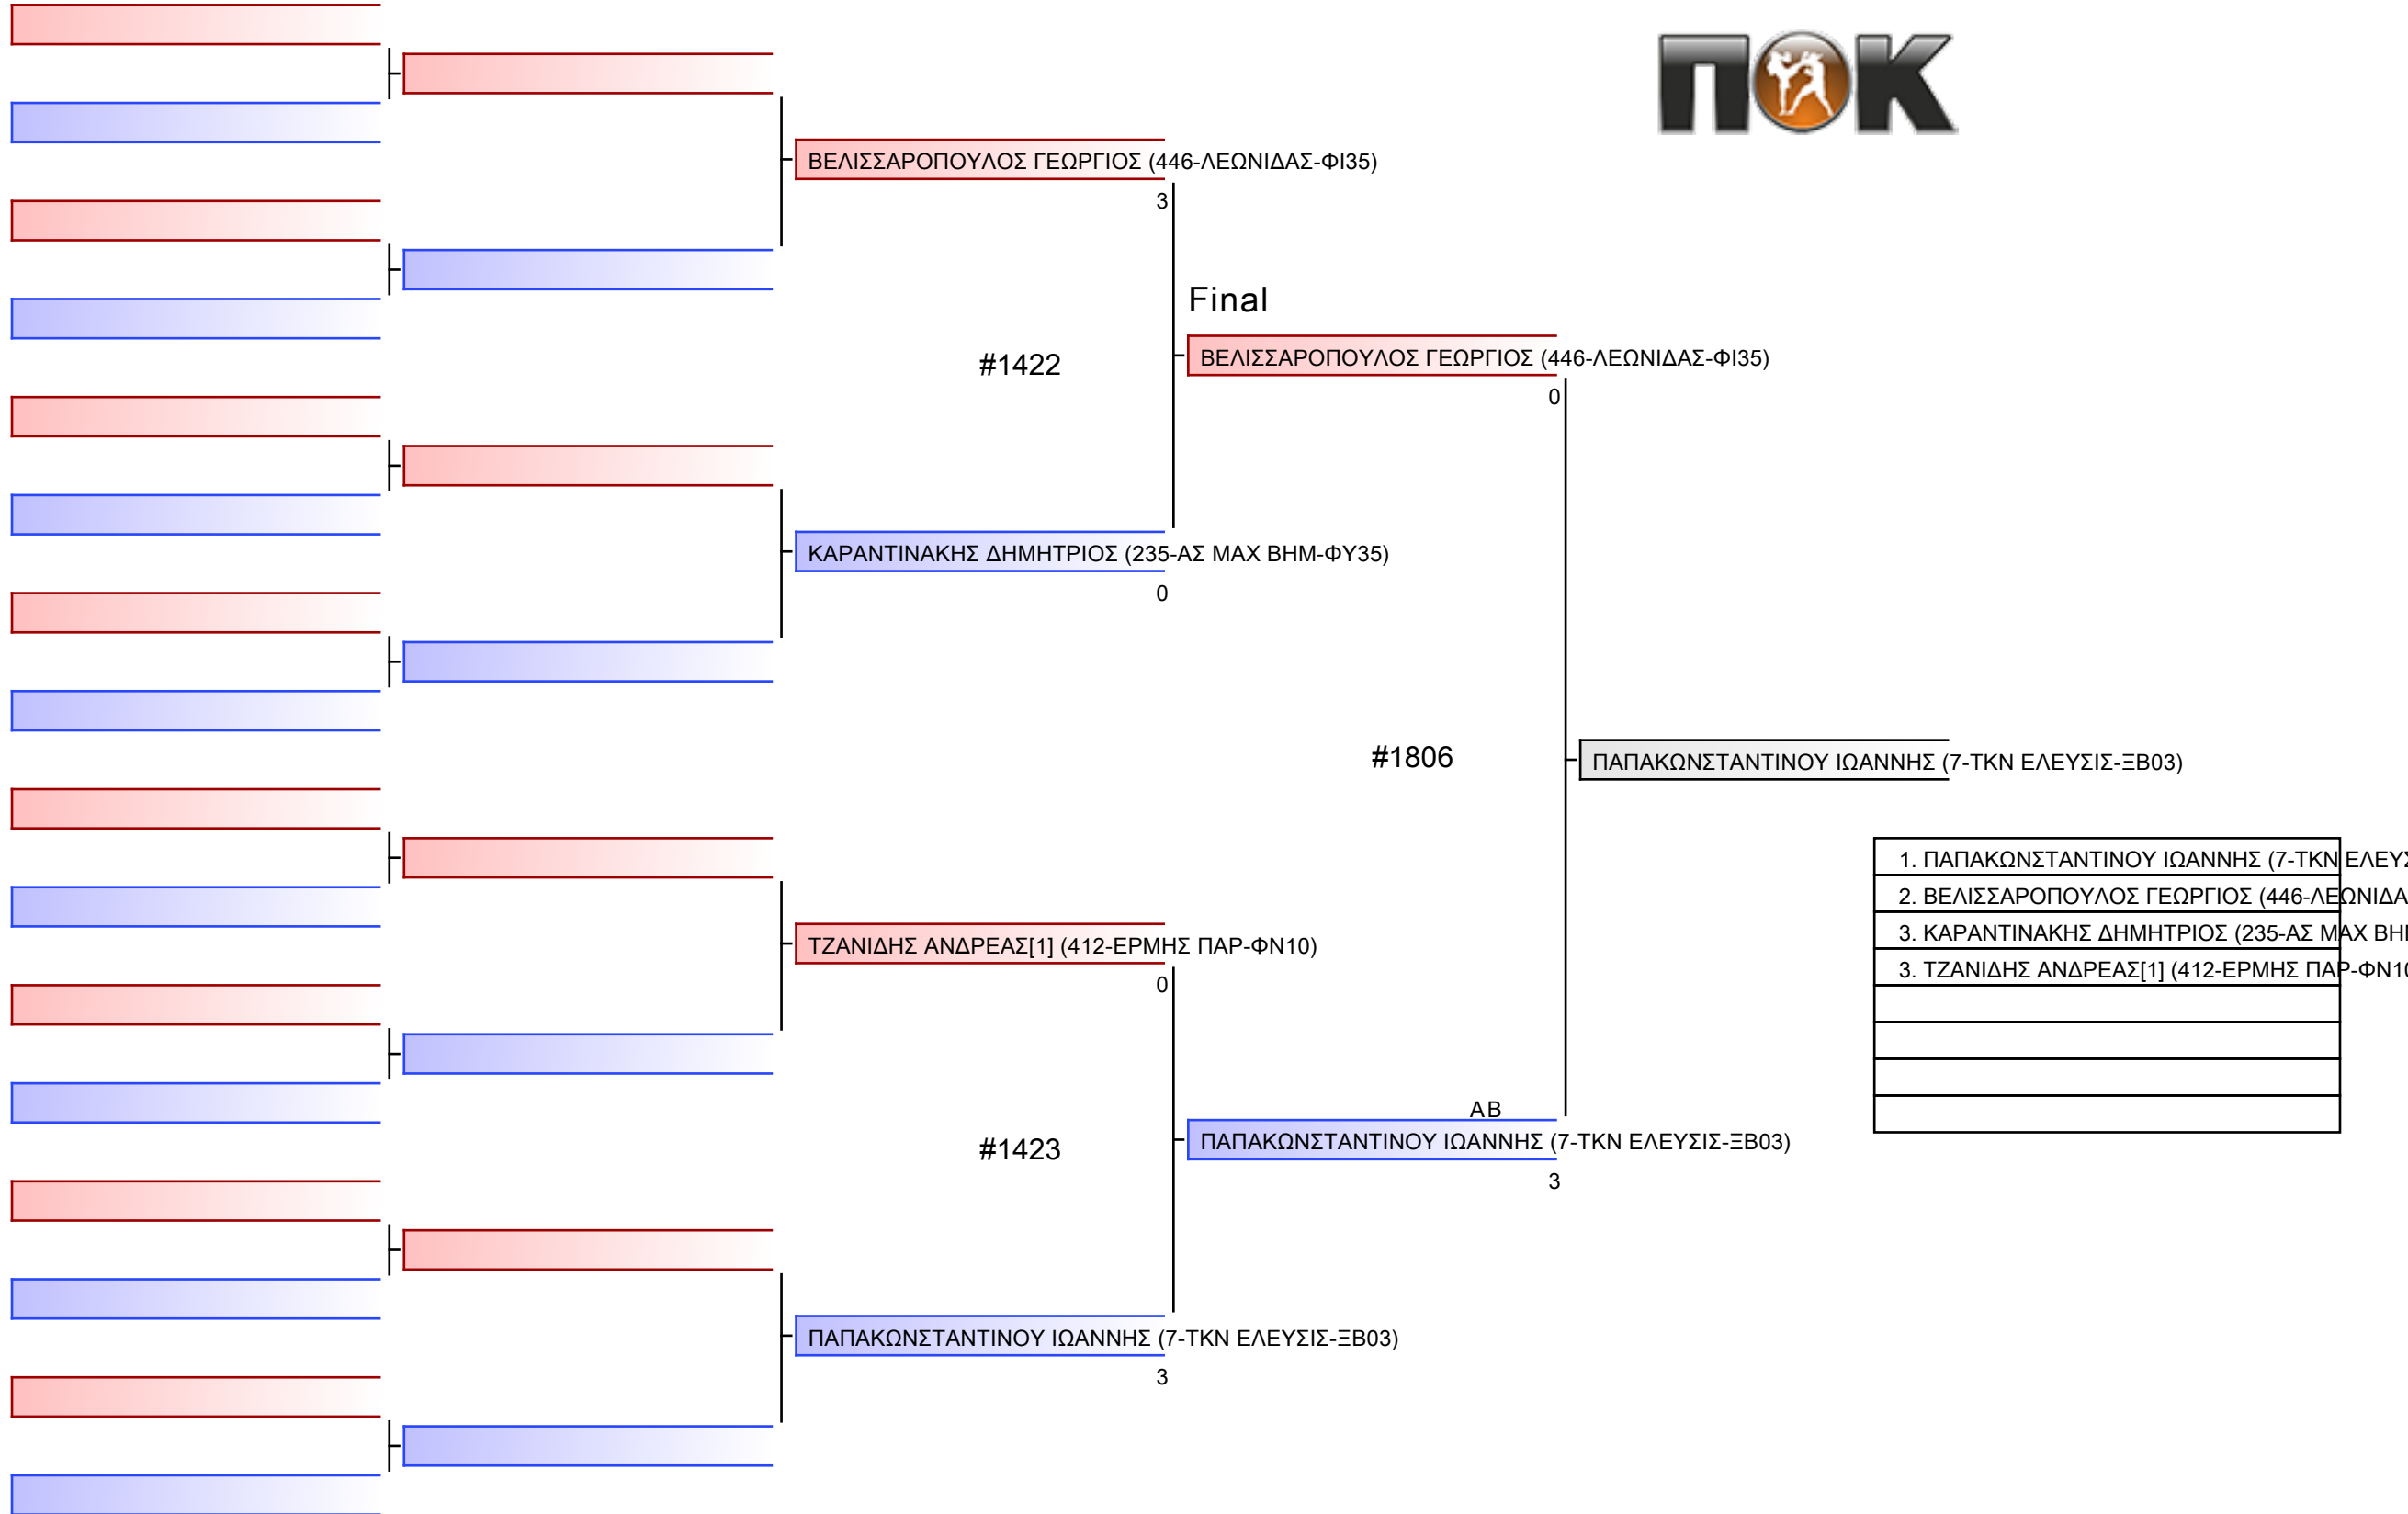 ΠΟΚ
ΒΕΛΙΣΣΑΡΟΠΟΥΛΟΣ ΓΕΩΡΓΙΟΣ (446-ΛΕΩΝΙΔΑΣ-ΦΙ35)
3
Final
#1422
ΒΕΛΙΣΣΑΡΟΠΟΥΛΟΣ ΓΕΩΡΓΙΟΣ (446-ΛΕΩΝΙΔΑΣ-ΦΙ35)
0
ΚΑΡΑΝΤΙΝΑΚΗΣ ΔΗΜΗΤΡΙΟΣ (235-ΑΣ ΜΑΧ ΒΗΜ-ΦΥ35)
0
#1806
ΠΑΠΑΚΩΝΣΤΑΝΤΙΝΟΥ ΙΩΑΝΝΗΣ (7-ΤΚΝ ΕΛΕΥΣΙΣ-ΞΒ03)
1. ΠΑΠΑΚΩΝΣΤΑΝΤΙΝΟΥ ΙΩΑΝΝΗΣ (7-ΤΚΝ ΕΛΕΥΣ
2. ΒΕΛΙΣΣΑΡΟΠΟΥΛΟΣ ΓΕΩΡΓΙΟΣ (446-ΛΕΩΝΙΔΑ
3. ΚΑΡΑΝΤΙΝΑΚΗΣ ΔΗΜΗΤΡΙΟΣ (235-ΑΣ ΜΑΧ ΒΗΜ
3. ΤΖΑΝΙΔΗΣ ΑΝΔΡΕΑΣ[1] (412-ΕΡΜΗΣ ΠΑΡ-ΦΝ10
ΤΖΑΝΙΔΗΣ ΑΝΔΡΕΑΣ[1] (412-ΕΡΜΗΣ ΠΑΡ-ΦΝ10)
0
AB
#1423
ΠΑΠΑΚΩΝΣΤΑΝΤΙΝΟΥ ΙΩΑΝΝΗΣ (7-ΤΚΝ ΕΛΕΥΣΙΣ-ΞΒ03)
3
ΠΑΠΑΚΩΝΣΤΑΝΤΙΝΟΥ ΙΩΑΝΝΗΣ (7-ΤΚΝ ΕΛΕΥΣΙΣ-ΞΒ03)
3